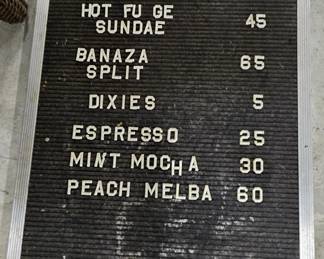 HOT FU GE
SUNDAE 45
BANAZA
SPLIT 65
DIXIES 5
ESPRESSO 25
MINT MOCHA 30
PEACH MELBA 60